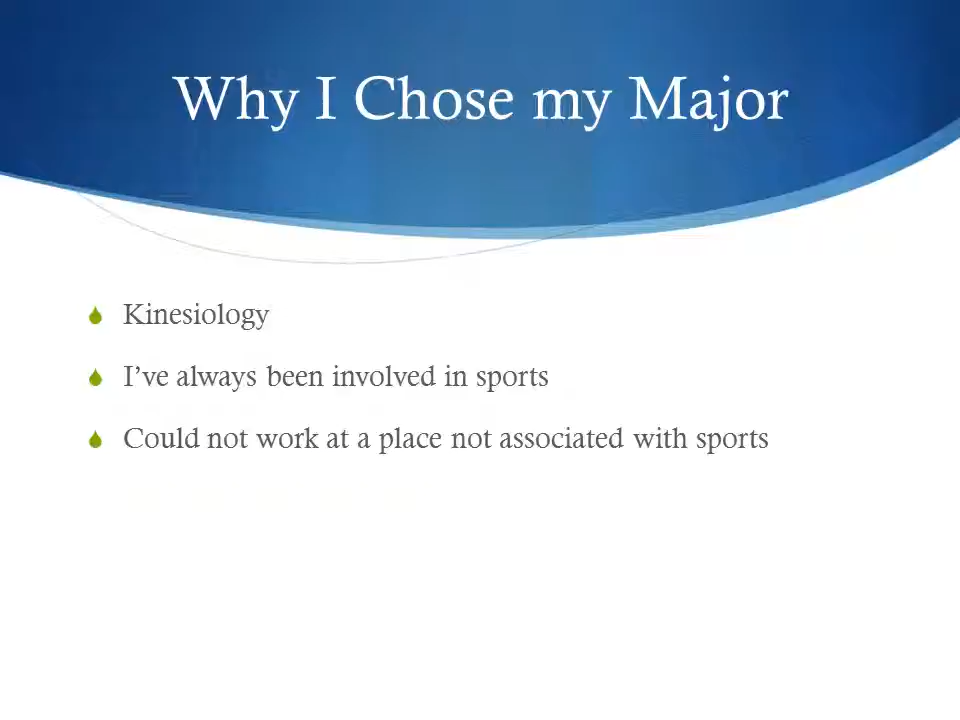 Why I Chose my Major
Kinesiology
I’ve always been involved in sports
Could not work at a place not associated with sports